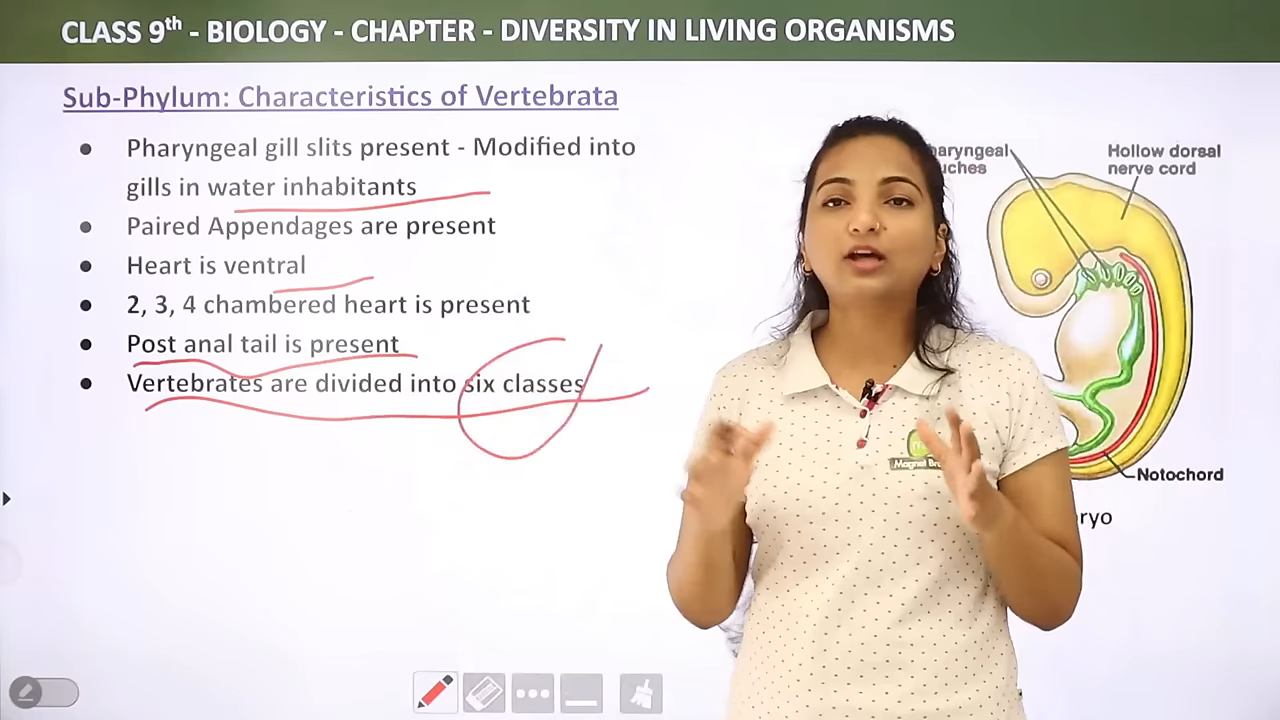 CLASS 9th - BIOLOGY - CHAPTER - DIVERSITY IN LIVING ORGANISMS
Sub-Phylum: Characteristics of Vertebrata
● Pharyngeal gill slits present - Modified into
gills in water inhabitants
● Paired Appendages are present
● Heart is ventral
● 2, 3, 4 chambered heart is present
● Post anal tail is present
● Vertebrates are divided into six classes
Hollow dorsal
nerve cord
Notochord
Magnet